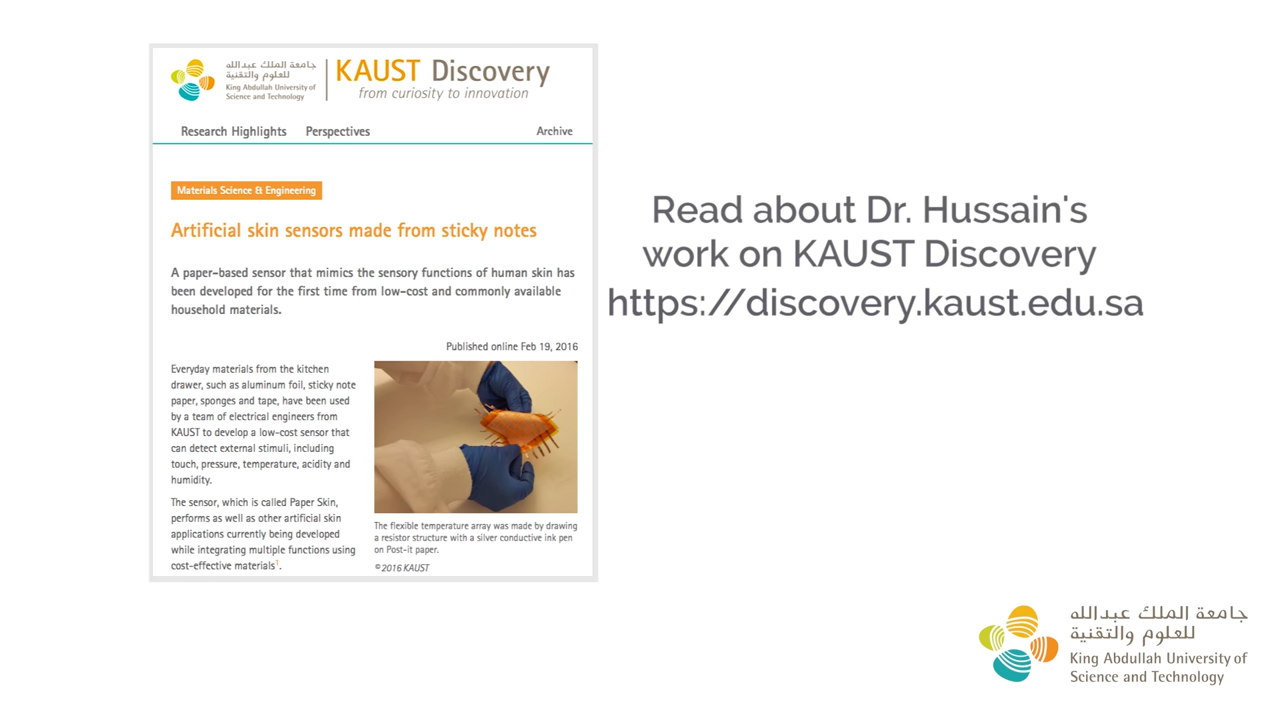 جامعة الملك عبدالله
للعلوم والتقنية
King Abdullah University of
Science and Technology
KAUST Discovery
from curiosity to innovation
Research Highlights Perspectives Archive
Materials Science & Engineering
Artificial skin sensors made from sticky notes
A paper-based sensor that mimics the sensory functions of human skin has
been developed for the first time from low-cost and commonly available
household materials.
Published online Feb 19, 2016
Everyday materials from the kitchen
drawer, such as aluminum foil, sticky note
paper, sponges and tape, have been used
by a team of electrical engineers from
KAUST to develop a low-cost sensor that
can detect external stimuli, including
touch, pressure, temperature, acidity and
humidity.
The sensor, which is called Paper Skin,
performs as well as other artificial skin
applications currently being developed
while integrating multiple functions using
cost-effective materials¹.
The flexible temperature array was made by drawing
a resistor structure with a silver conductive ink pen
on Post-it paper.
© 2016 KAUST
Read about Dr. Hussain's
work on KAUST Discovery
https://discovery.kaust.edu.sa
جامعة الملك عبدالله
للعلوم والتقنية
King Abdullah University of
Science and Technology